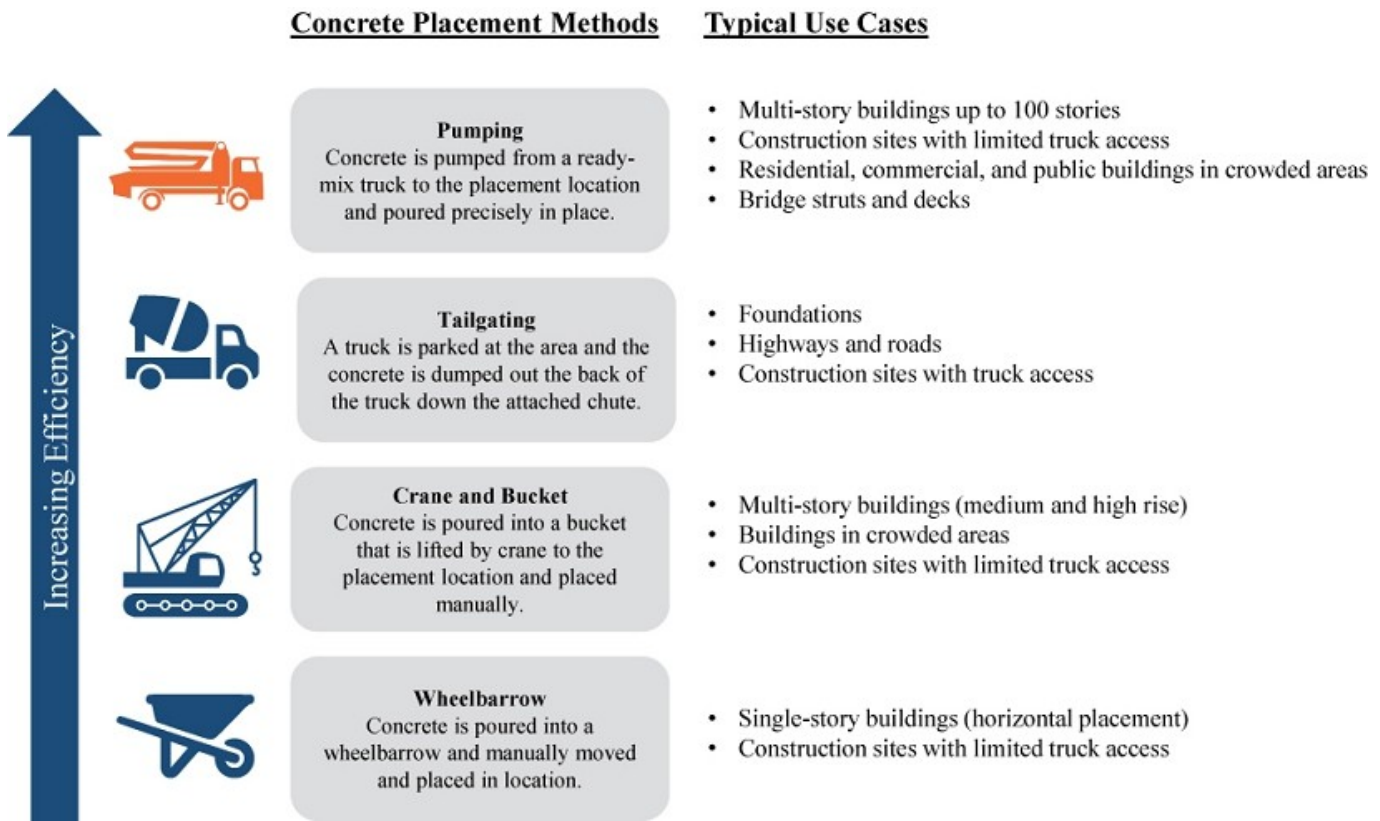 Concrete Placement Methods
Typical Use Cases
Increasing Efficiency
Pumping
Concrete is pumped from a ready-
mix truck to the placement location
and poured precisely in place.
• Multi-story buildings up to 100 stories
• Construction sites with limited truck access
• Residential, commercial, and public buildings in crowded areas
• Bridge struts and decks
Tailgating
A truck is parked at the area and the
concrete is dumped out the back of
the truck down the attached chute.
• Foundations
• Highways and roads
• Construction sites with truck access
Crane and Bucket
Concrete is poured into a bucket
that is lifted by crane to the
placement location and placed
manually.
• Multi-story buildings (medium and high rise)
• Buildings in crowded areas
• Construction sites with limited truck access
Wheelbarrow
Concrete is poured into a
wheelbarrow and manually moved
and placed in location.
• Single-story buildings (horizontal placement)
• Construction sites with limited truck access